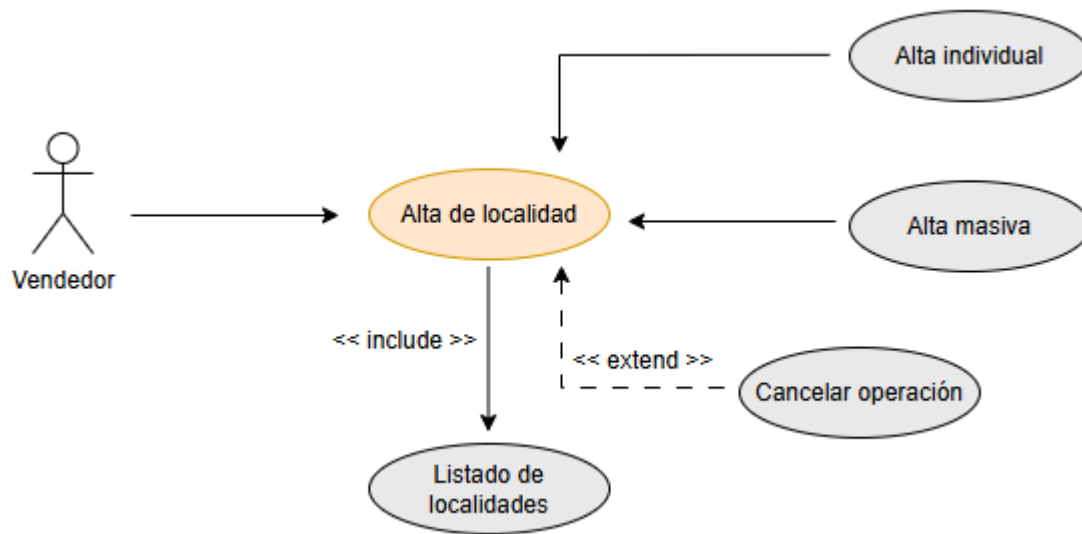 Alta individual
Alta de localidad
Alta masiva
Vendedor
<< include >>
<< extend >>
Cancelar operación
Listado de
localidades